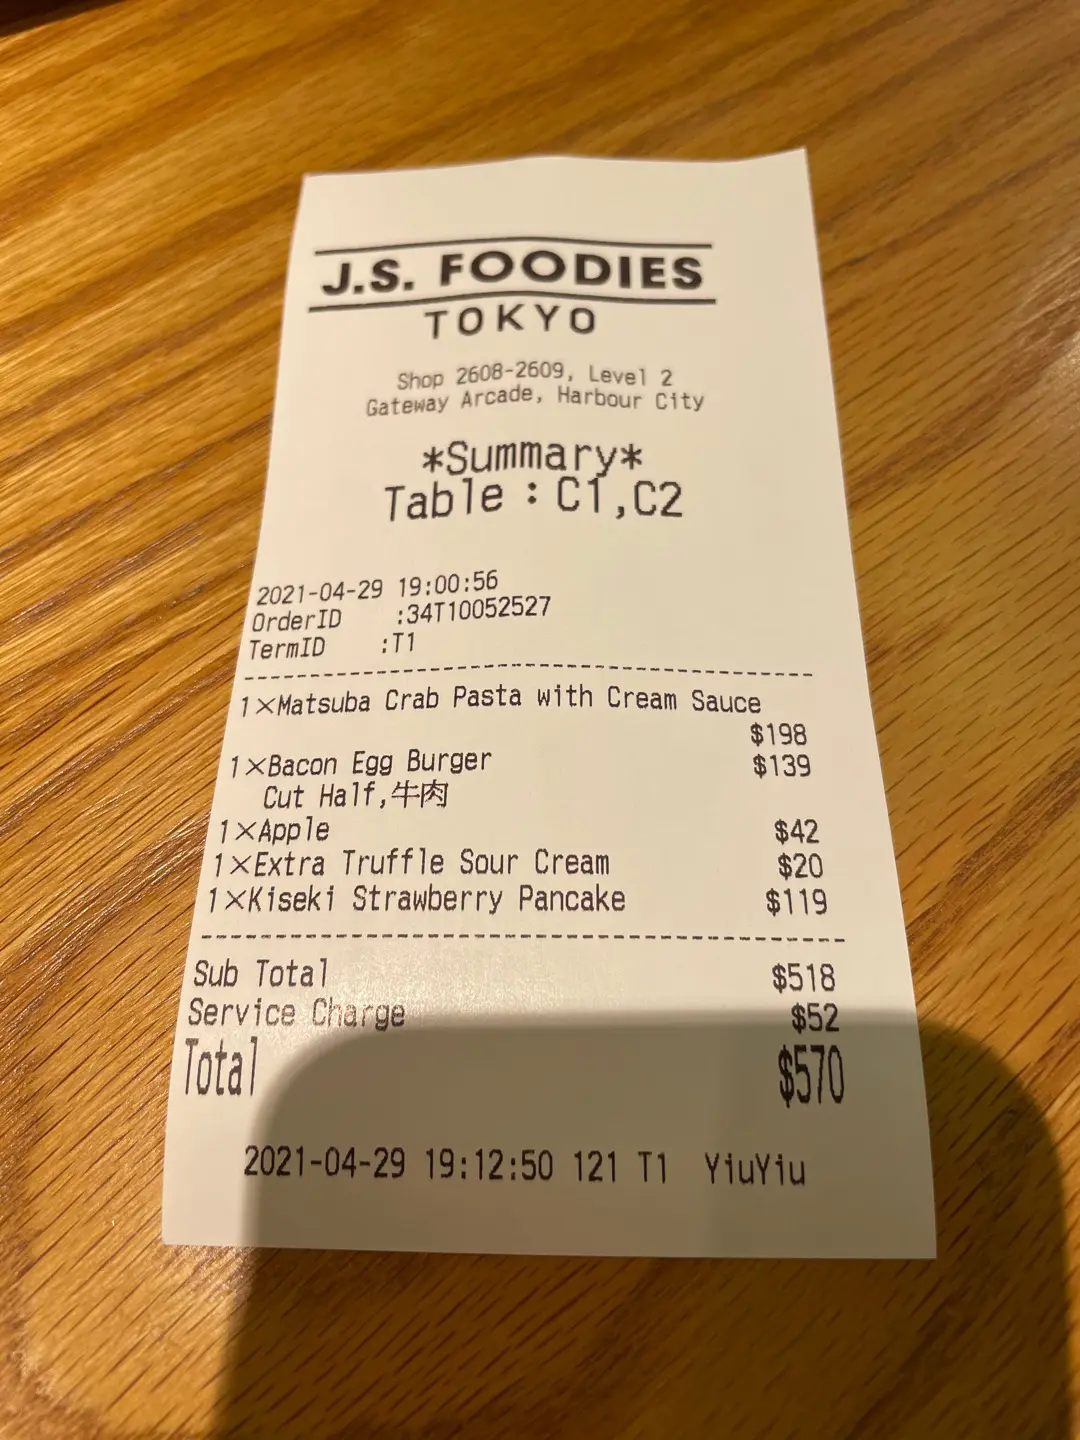 J.S. FOODIES
TOKYO
Shop 2608-2609, Level 2
Gateway Arcade, Harbour City
*Summary*
Table : C1,C2
2021-04-29 19:00:56
OrderID :34T10052527
TermID :T1
1×Matsuba Crab Pasta with Cream Sauce
$198
1×Bacon Egg Burger $139
Cut Half,牛肉
1×Apple $42
1×Extra Truffle Sour Cream $20
1×Kiseki Strawberry Pancake $119
Sub Total $518
Service Charge $52
Total $570
2021-04-29 19:12:50 121 T1 YiuYiu